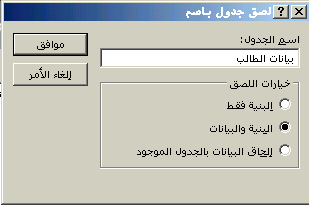 لصق جدول باسم
اسم الجدول:
موافق
بيانات الطالب
إلغاء الأمر
خيارات اللصق
البنية فقط
البنية والبيانات
إلحاق البيانات بالجدول الموجود